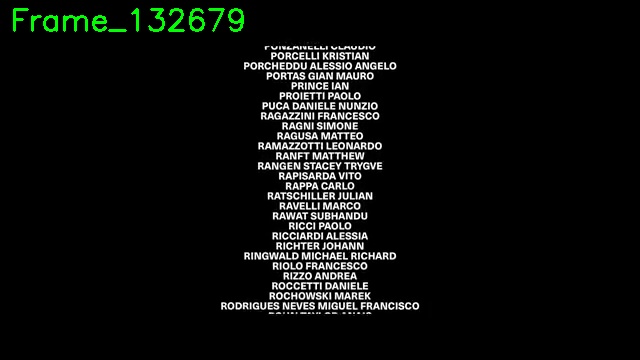 Frame_132679
PONZANELLI CLAUDIO
PORCELLI KRISTIAN
PORCHEDDU ALESSIO ANGELO
PORTAS GIAN MAURO
PRINCE IAN
PROIETTI PAOLO
PUCA DANIELE NUNZIO
RAGAZZINI FRANCESCO
RAGNI SIMONE
RAGUSA MATTEO
RAMAZZOTTI LEONARDO
RANFT MATTHEW
RANGEN STACEY TRYGVE
RAPISARDA VITO
RAPPA CARLO
RATSCHILLER JULIAN
RAVELLI MARCO
RAWAT SUBHANDU
RICCI PAOLO
RICCIARDI ALESSIA
RICHTER JOHANN
RINGWALD MICHAEL RICHARD
RIOLO FRANCESCO
RIZZO ANDREA
ROCCETTI DANIELE
ROCHOWSKI MAREK
RODRIGUES NEVES MIGUEL FRANCISCO